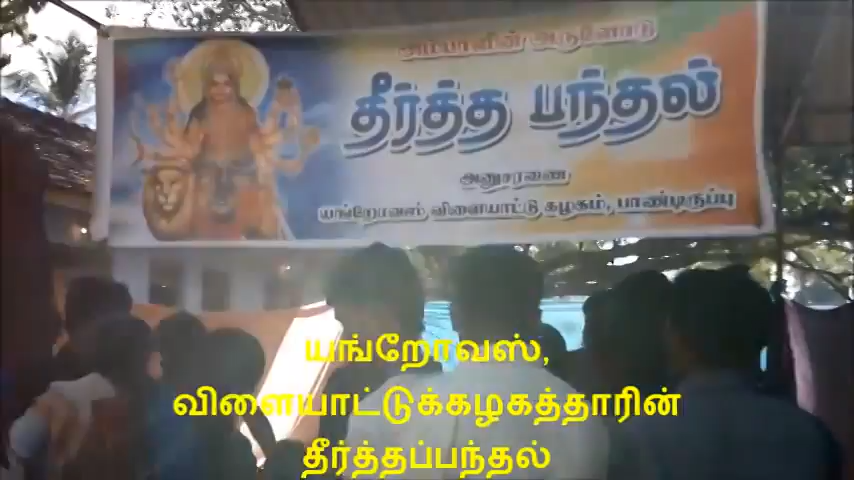 அம்பாளின் அருளோடு
தீர்த்த பந்தல்
அனுசரணை
யங்றோவஸ் விளையாட்டு கழகம், பாண்டிருப்பு
யங்றோவஸ்,
விளையாட்டுக்கழகத்தாரின்
தீர்த்தப்பந்தல்